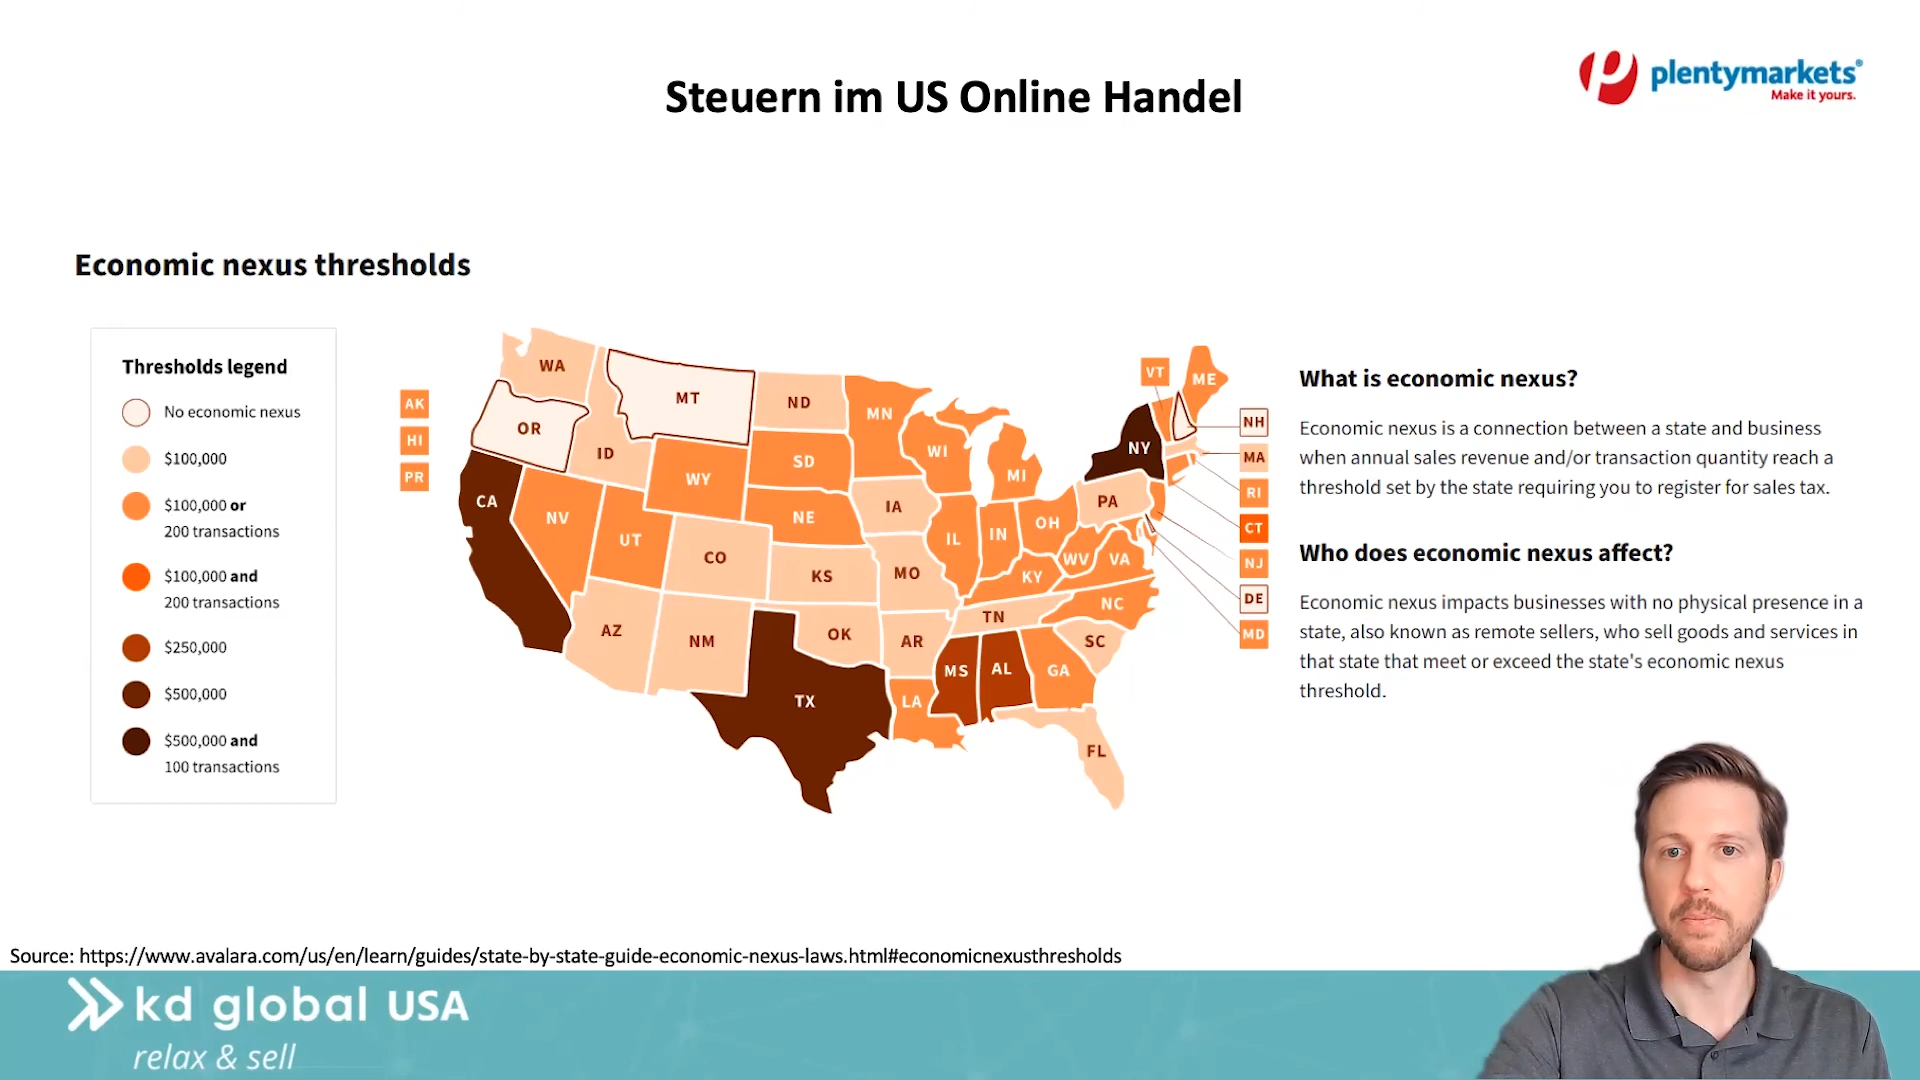 Steuern im US Online Handel
plentymarkets®
Make it yours.
Economic nexus thresholds
Thresholds legend
No economic nexus
$100,000
$100,000 or
200 transactions
$100,000 and
200 transactions
$250,000
$500,000
$500,000 and
100 transactions
AK
HI
PR
WA
OR
MT
ID
ND
MN
SD
WY
WI
MI
CA
NV
UT
CO
NE
IA
IL
IN
OH
PA
NY
VT
ME
NH
MA
RI
CT
NJ
DE
MD
KS
MO
KY
WV
VA
AZ
NM
OK
AR
TN
NC
SC
TX
LA
MS
AL
GA
FL
What is economic nexus?
Economic nexus is a connection between a state and business
when annual sales revenue and/or transaction quantity reach a
threshold set by the state requiring you to register for sales tax.
Who does economic nexus affect?
Economic nexus impacts businesses with no physical presence in a
state, also known as remote sellers, who sell goods and services in
that state that meet or exceed the state's economic nexus
threshold.
Source: https://www.avalara.com/us/en/learn/guides/state-by-state-guide-economic-nexus-laws.html#economicnexusthresholds
kd global USA
relax & sell